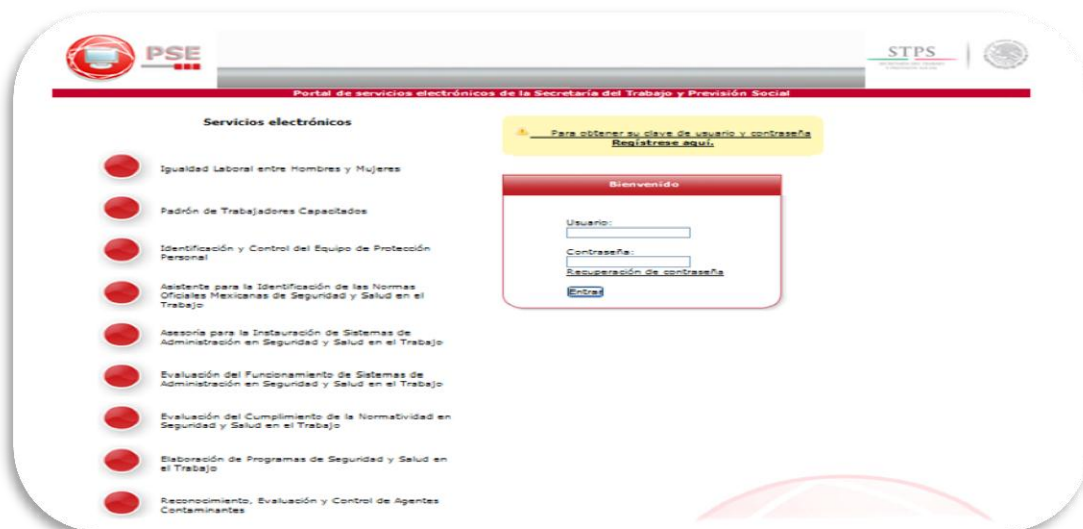 PSE
STPS
Portal de servicios electrónicos de la Secretaría del Trabajo y Previsión Social
Servicios electrónicos
Igualdad Laboral entre Hombres y Mujeres
Padrón de Trabajadores Capacitados
Identificación y Control del Equipo de Protección
Personal
Asistente para la Identificación de las Normas
Oficiales Mexicanas de Seguridad y Salud en el
Trabajo
Asesoría para la Instauración de Sistemas de
Administración en Seguridad y Salud en el Trabajo
Evaluación del Funcionamiento de Sistemas de
Administración en Seguridad y Salud en el Trabajo
Evaluación del Cumplimiento de la Normatividad en
Seguridad y Salud en el Trabajo
Elaboración de Programas de Seguridad y Salud en
el Trabajo
Reconocimiento, Evaluación y Control de Agentes
Contaminantes
Para obtener su clave de usuario y contraseña
Regístrese aquí.
Bienvenido
Usuario:
Contraseña:
Recuperación de contraseña
Entrar